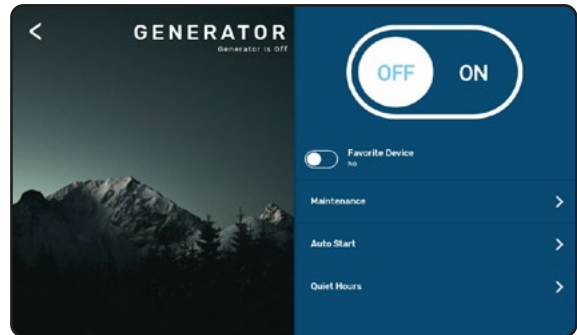 GENERATOR
Generator Is Off
OFF ON
Favorite Device
No
Maintenance
Auto Start
Quiet Hours